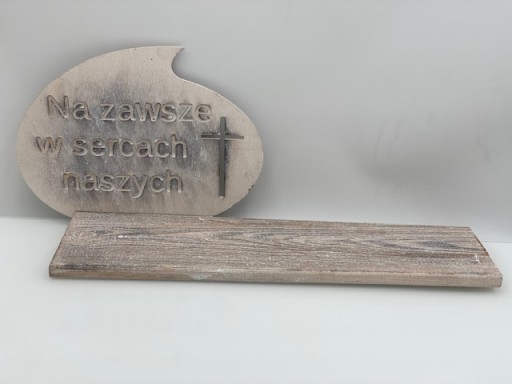 Na zawsze
w sercach
naszych